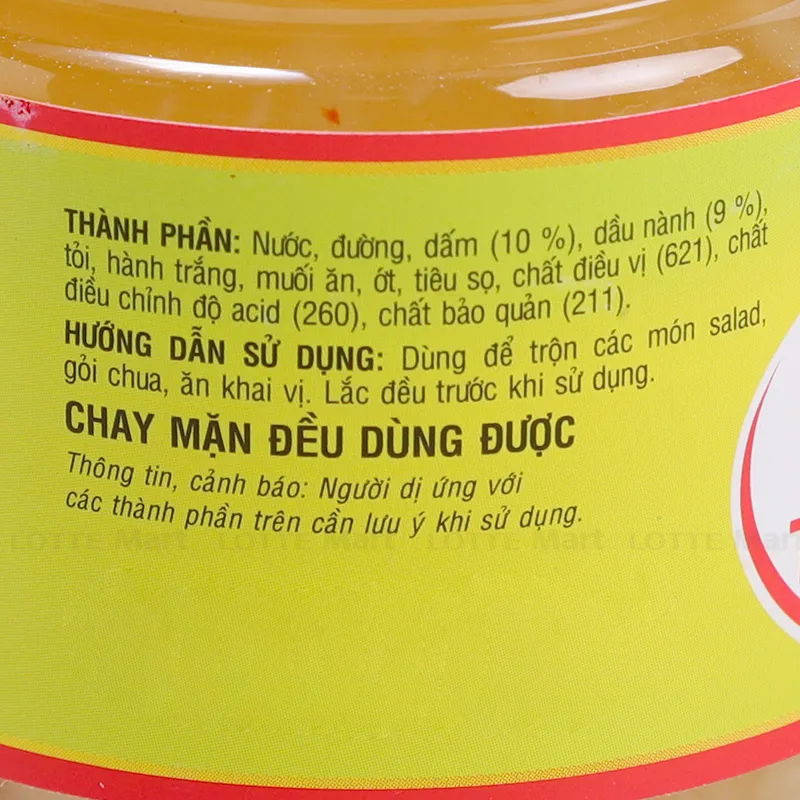 THÀNH PHẦN: Nước, đường, dấm (10 %), dầu nành (9 %),
tỏi, hành trắng, muối ăn, ớt, tiêu sọ, chất điều vị (621), chất
điều chỉnh độ acid (260), chất bảo quản (211).
HƯỚNG DẪN SỬ DỤNG: Dùng để trộn các món salad,
gỏi chua, ăn khai vị. Lắc đều trước khi sử dụng.
CHAY MẶN ĐỀU DÙNG ĐƯỢC
Thông tin, cảnh báo: Người dị ứng với
các thành phần trên cần lưu ý khi sử dụng.
LOTTE Mart LOTTE Mart LOTTE Mart LOTTE Mart